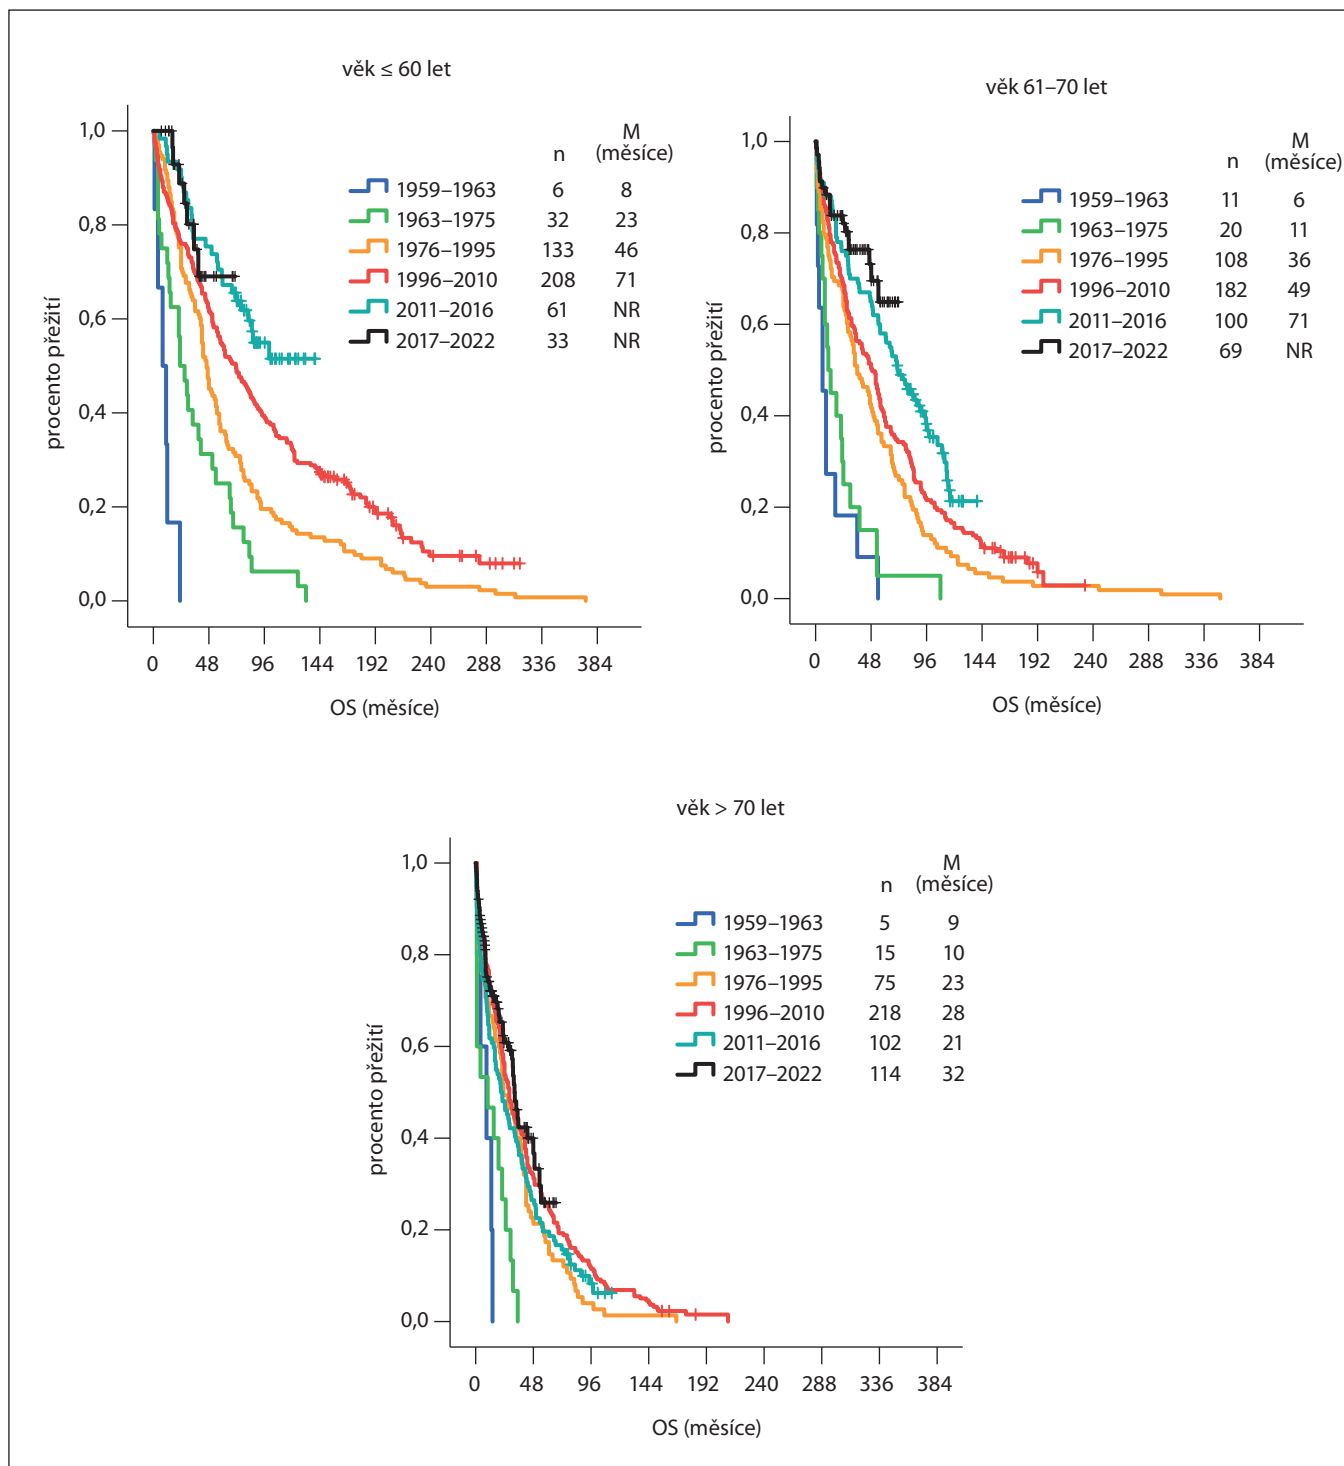 věk ≤ 60 let
n M (měsíce)
1959–1963 6 8
1963–1975 32 23
1976–1995 133 46
1996–2010 208 71
2011–2016 61 NR
2017–2022 33 NR
procento přežití
1,0
0,8
0,6
0,4
0,2
0,0
0 48 96 144 192 240 288 336 384
OS (měsíce)
věk 61–70 let
n M (měsíce)
1959–1963 11 6
1963–1975 20 11
1976–1995 108 36
1996–2010 182 49
2011–2016 100 71
2017–2022 69 NR
procento přežití
1,0
0,8
0,6
0,4
0,2
0,0
0 48 96 144 192 240 288 336 384
OS (měsíce)
věk > 70 let
n M (měsíce)
1959–1963 5 9
1963–1975 15 10
1976–1995 75 23
1996–2010 218 28
2011–2016 102 21
2017–2022 114 32
procento přežití
1,0
0,8
0,6
0,4
0,2
0,0
0 48 96 144 192 240 288 336 384
OS (měsíce)